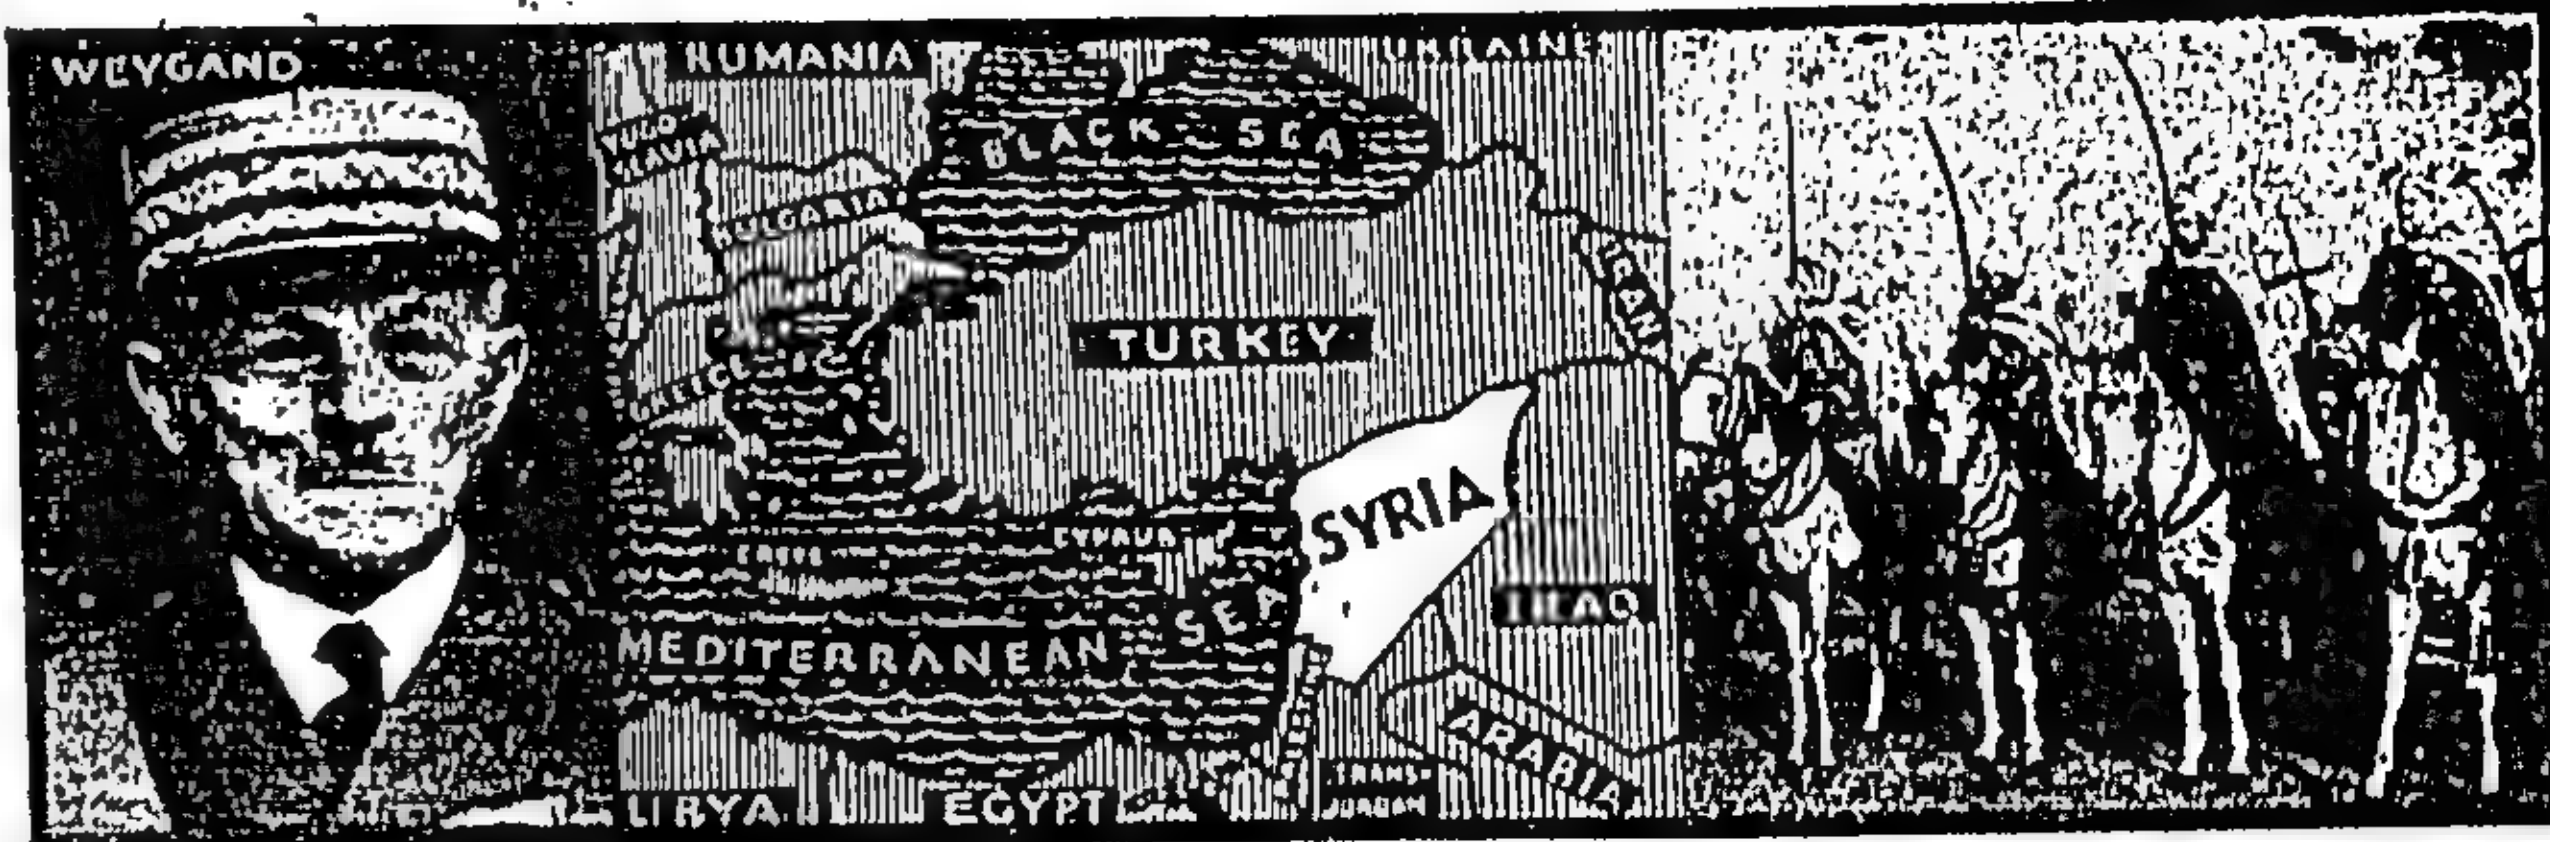 WEYGAND
RUMANIA
UKRAINE
YUGO
SLAVIA
BLACK SEA
BULGARIA
IRAN
TURKEY
SYRIA
CRETE
CYPRUS
IRAQ
MEDITERRANEAN SEA
ARABIA
TRANS-
JORDAN
LIBYA
EGYPT